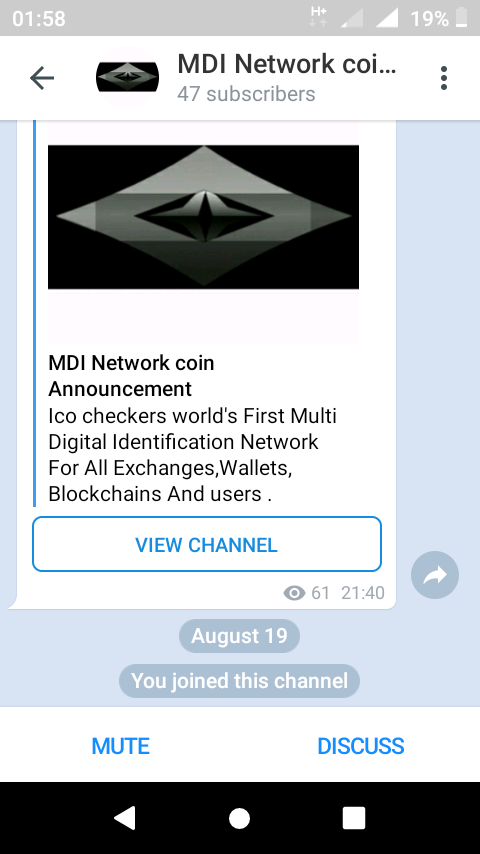 01:58
H+
19%
MDI Network coi...
47 subscribers
MDI Network coin
Announcement
Ico checkers world's First Multi
Digital Identification Network
For All Exchanges,Wallets,
Blockchains And users .
VIEW CHANNEL
61 21:40
August 19
You joined this channel
MUTE
DISCUSS